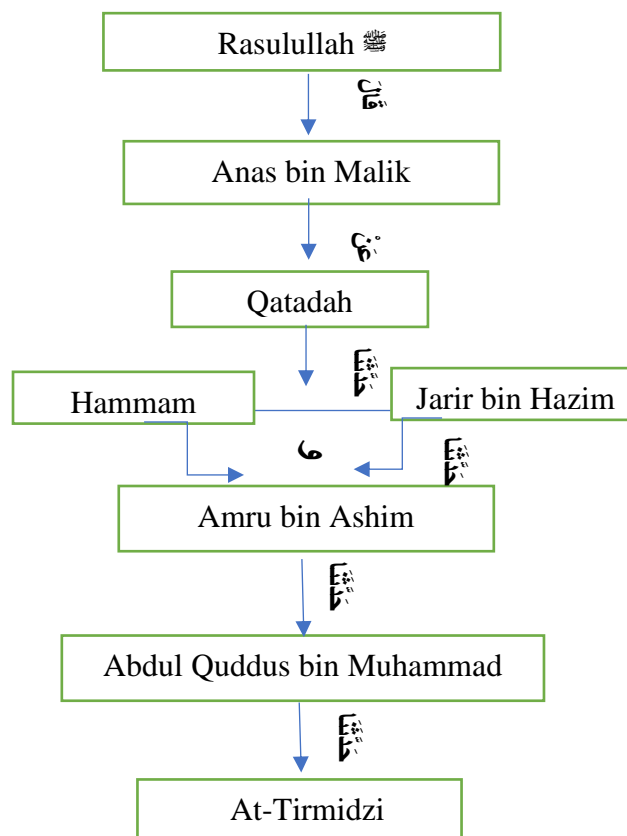 Rasulullah ﷺ
قَالَ
Anas bin Malik
عَنْ
Qatadah
حَدَّثَنَا
Hammam
Jarir bin Hazim
و
حَدَّثَنَا
Amru bin Ashim
حَدَّثَنَا
Abdul Quddus bin Muhammad
حَدَّثَنَا
At-Tirmidzi